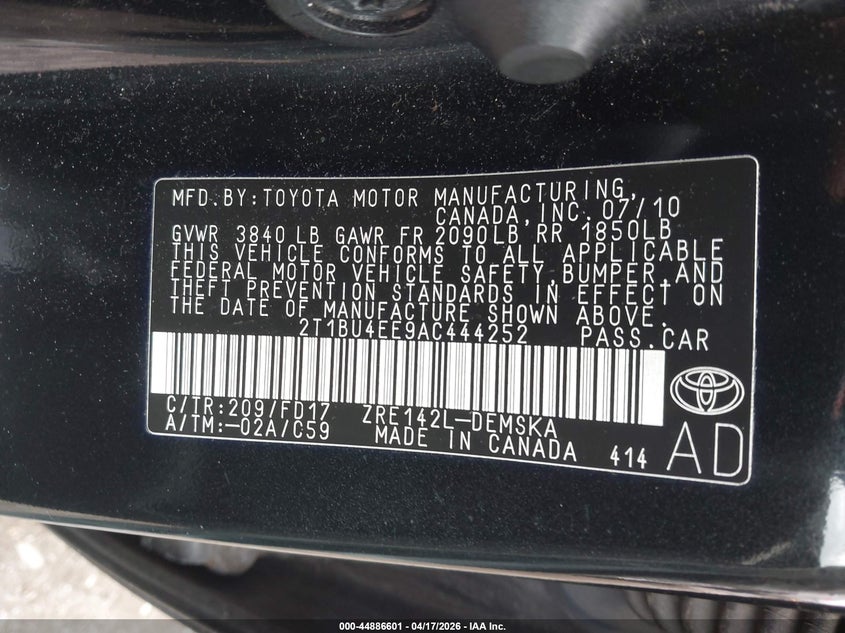 MFD.BY:TOYOTA MOTOR MANUFACTURING,
CANADA,INC. 07/10
GVWR 3840 LB GAWR FR 2090LB RR 1850LB
THIS VEHICLE CONFORMS TO ALL APPLICABLE
FEDERAL MOTOR VEHICLE SAFETY,BUMPER,AND
THEFT PREVENTION STANDARDS IN EFFECT ON
THE DATE OF MANUFACTURE SHOWN ABOVE.
2T1BU4EE9AC444252 PASS.CAR
C/TR:209/FD17 ZRE142L-DEMSKA
A/TM:-02A/C59 MADE IN CANADA 414
AD
000-44886601 - 04/17/2026 - IAA Inc.